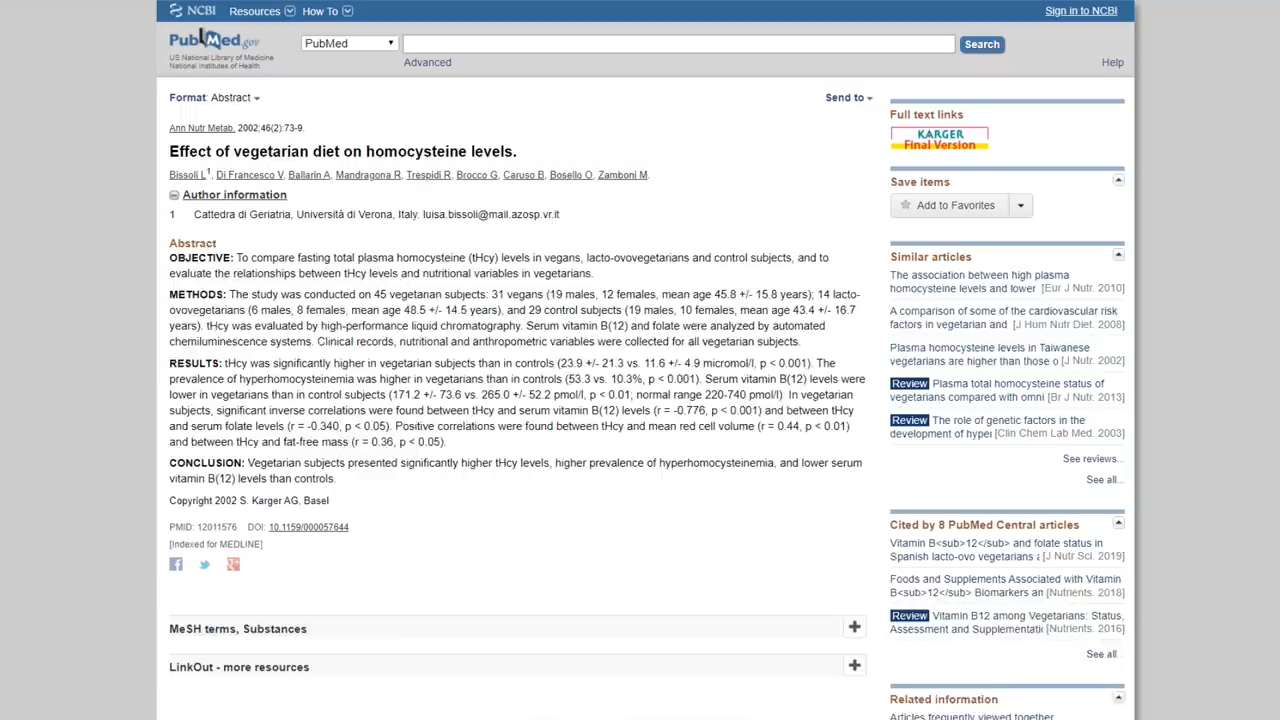 NCBI Resources How To Sign in to NCBI
PubMed.gov
US National Library of Medicine
National Institutes of Health
PubMed Search
Advanced Help
Format: Abstract Send to
Ann Nutr Metab. 2002;46(2):73-9.
Effect of vegetarian diet on homocysteine levels.
Bissoli L1, Di Francesco V, Ballarin A, Mandragona R, Trespidi R, Brocco G, Caruso B, Bosello O, Zamboni M.
Author information
1 Cattedra di Geriatria, Università di Verona, Italy. luisa.bissoli@mail.azosp.vr.it
Abstract
OBJECTIVE: To compare fasting total plasma homocysteine (tHcy) levels in vegans, lacto-ovovegetarians and control subjects, and to
evaluate the relationships between tHcy levels and nutritional variables in vegetarians.
METHODS: The study was conducted on 45 vegetarian subjects: 31 vegans (19 males, 12 females, mean age 45.8 +/- 15.8 years); 14 lacto-
ovovegetarians (6 males, 8 females, mean age 48.5 +/- 14.5 years), and 29 control subjects (19 males, 10 females, mean age 43.4 +/- 16.7
years). tHcy was evaluated by high-performance liquid chromatography. Serum vitamin B(12) and folate were analyzed by automated
chemiluminescence systems. Clinical records, nutritional and anthropometric variables were collected for all vegetarian subjects.
RESULTS: tHcy was significantly higher in vegetarian subjects than in controls (23.9 +/- 21.3 vs. 11.6 +/- 4.9 micromol/l, p < 0.001). The
prevalence of hyperhomocysteinemia was higher in vegetarians than in controls (53.3 vs. 10.3%, p < 0.001). Serum vitamin B(12) levels were
lower in vegetarians than in control subjects (171.2 +/- 73.6 vs. 265.0 +/- 52.2 pmol/l, p < 0.01; normal range 220-740 pmol/l). In vegetarian
subjects, significant inverse correlations were found between tHcy and serum vitamin B(12) levels (r = -0.776, p < 0.001) and between tHcy
and serum folate levels (r = -0.340, p < 0.05). Positive correlations were found between tHcy and mean red cell volume (r = 0.44, p < 0.01)
and between tHcy and fat-free mass (r = 0.36, p < 0.05).
CONCLUSION: Vegetarian subjects presented significantly higher tHcy levels, higher prevalence of hyperhomocysteinemia, and lower serum
vitamin B(12) levels than controls.
Copyright 2002 S. Karger AG, Basel
PMID: 12011576 DOI: 10.1159/000057644
[Indexed for MEDLINE]
MeSH terms, Substances
LinkOut - more resources
Full text links
KARGER
Final Version
Save items
Add to Favorites
Similar articles
The association between high plasma
homocysteine levels and lower [Eur J Nutr. 2010]
A comparison of some of the cardiovascular risk
factors in vegetarian and [J Hum Nutr Diet. 2008]
Plasma homocysteine levels in Taiwanese
vegetarians are higher than those o [J Nutr. 2002]
Review Plasma total homocysteine status of
vegetarians compared with omni [Br J Nutr. 2013]
Review The role of genetic factors in the
development of hyper [Clin Chem Lab Med. 2003]
See reviews...
See all...
Cited by 8 PubMed Central articles
Vitamin B<sub>12</sub> and folate status in
Spanish lacto-ovo vegetarians a [J Nutr Sci. 2019]
Foods and Supplements Associated with Vitamin
B<sub>12</sub> Biomarkers an [Nutrients. 2018]
Review Vitamin B12 among Vegetarians: Status,
Assessment and Supplementatic [Nutrients. 2016]
See all
Related information
Articles frequently viewed together